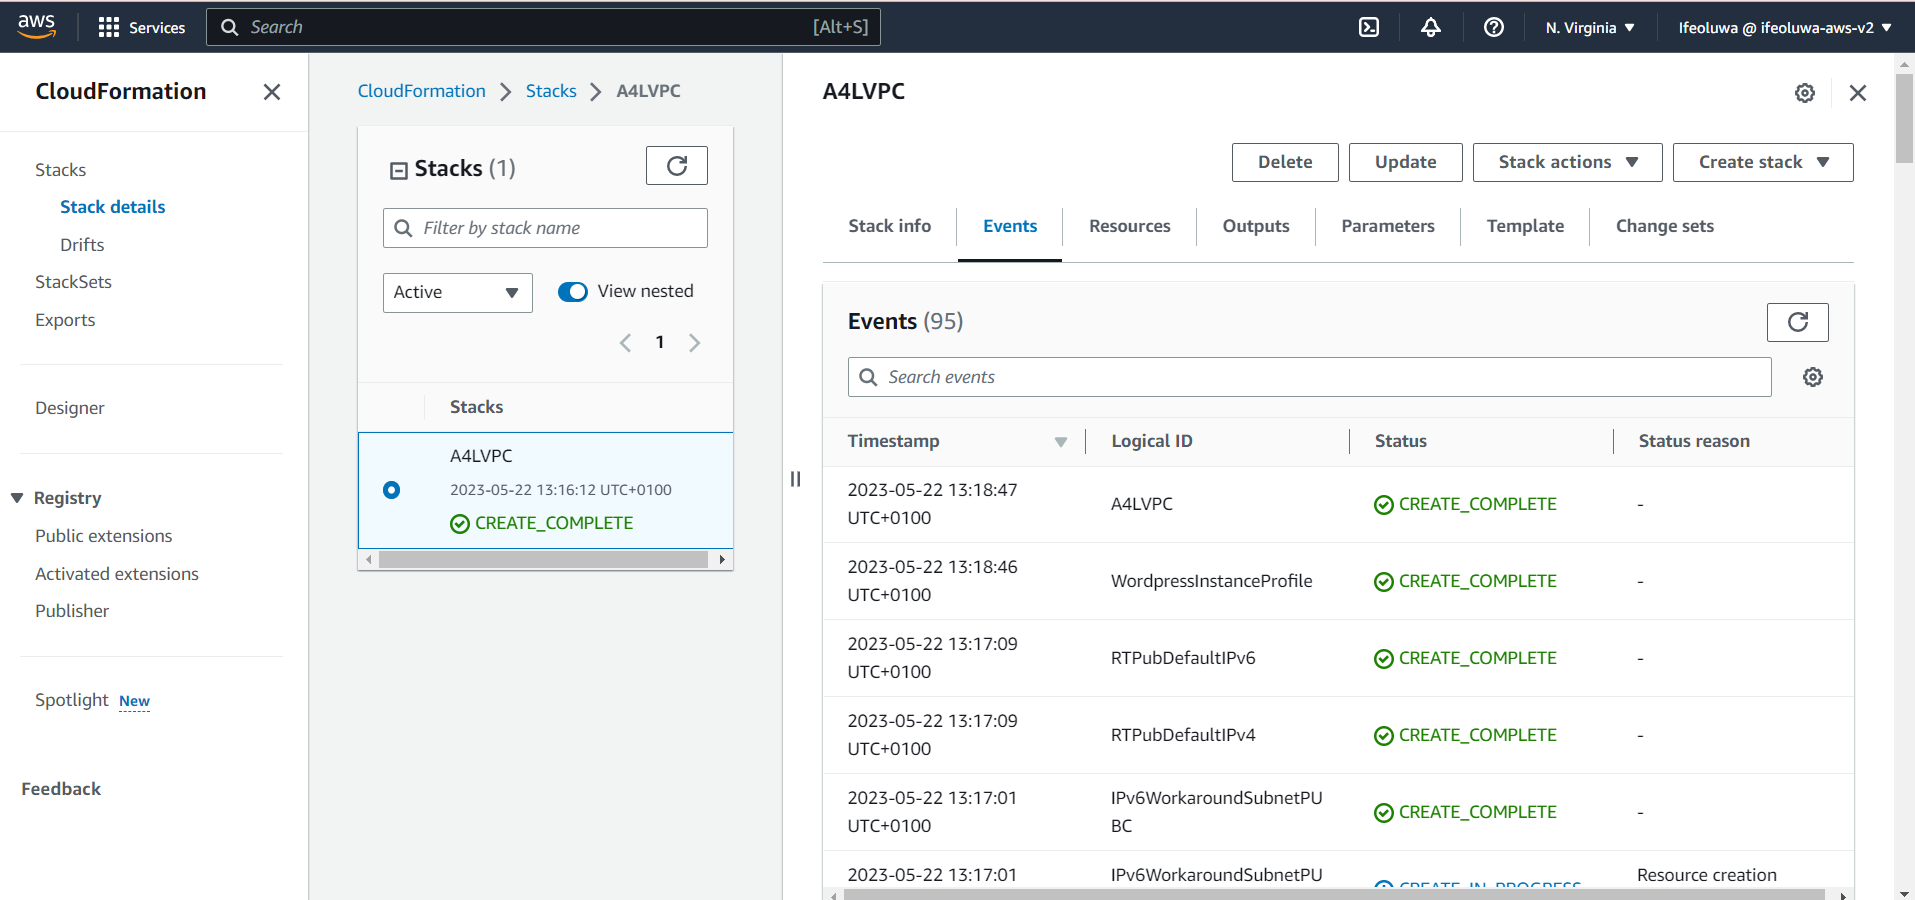 aws
Services
Search
[Alt+S]
N. Virginia
Ifeoluwa @ ifeoluwa-aws-v2
CloudFormation
Stacks
Stack details
Drifts
StackSets
Exports
Designer
Registry
Public extensions
Activated extensions
Publisher
Spotlight New
Feedback
CloudFormation
Stacks
A4LVPC
Stacks (1)
Filter by stack name
Active
View nested
1
Stacks
A4LVPC
2023-05-22 13:16:12 UTC+0100
CREATE_COMPLETE
A4LVPC
Delete
Update
Stack actions
Create stack
Stack info
Events
Resources
Outputs
Parameters
Template
Change sets
Events (95)
Search events
Timestamp
Logical ID
Status
Status reason
2023-05-22 13:18:47
UTC+0100
A4LVPC
CREATE_COMPLETE
-
2023-05-22 13:18:46
UTC+0100
WordpressInstanceProfile
CREATE_COMPLETE
-
2023-05-22 13:17:09
UTC+0100
RTPubDefaultIPv6
CREATE_COMPLETE
-
2023-05-22 13:17:09
UTC+0100
RTPubDefaultIPv4
CREATE_COMPLETE
-
2023-05-22 13:17:01
UTC+0100
IPv6WorkaroundSubnetPU
BC
CREATE_COMPLETE
-
2023-05-22 13:17:01
IPv6WorkaroundSubnetPU
CREATE_IN_PROGRESS
Resource creation